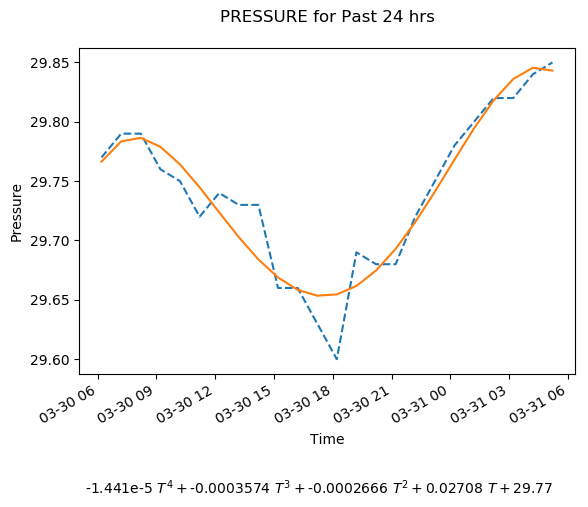 PRESSURE for Past 24 hrs
29.85
29.80
29.75
29.70
29.65
29.60
Pressure
03-30 06 03-30 09 03-30 12 03-30 15 03-30 18 03-30 21 03-31 00 03-31 03 03-31 06
Time
-1.441e-5 T⁴ + -0.0003574 T³ + -0.0002666 T² + 0.02708 T + 29.77